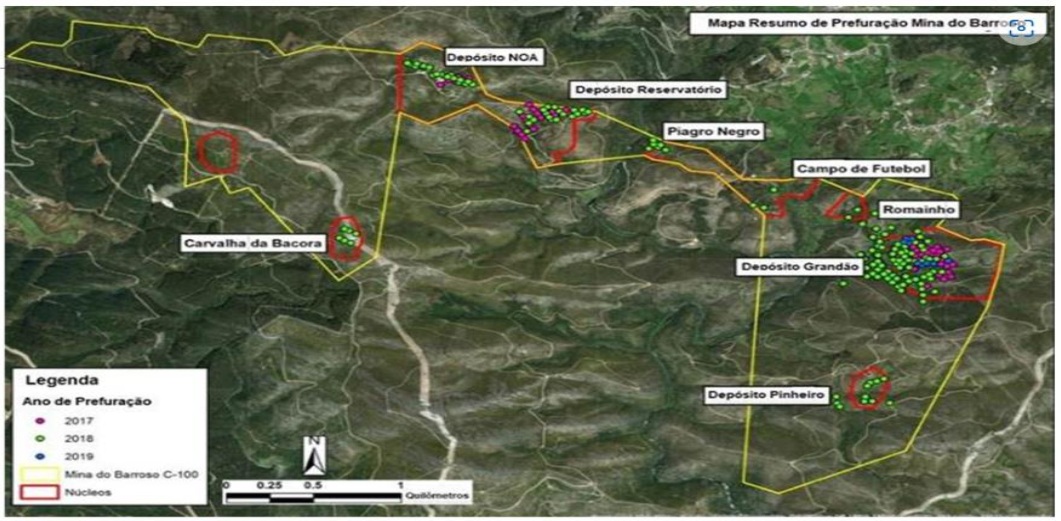 Mapa Resumo de Prefuração Mina do Barroso
Depósito NOA
Depósito Reservatório
Piagro Negro
Campo de Futebol
Romainho
Carvalha da Bacora
Depósito Grandão
Depósito Pinheiro
Legenda
Ano de Prefuração
2017
2018
2019
Mina do Barroso C-100
Núcleos
N
0 0.25 0.5 1
Quilômetros